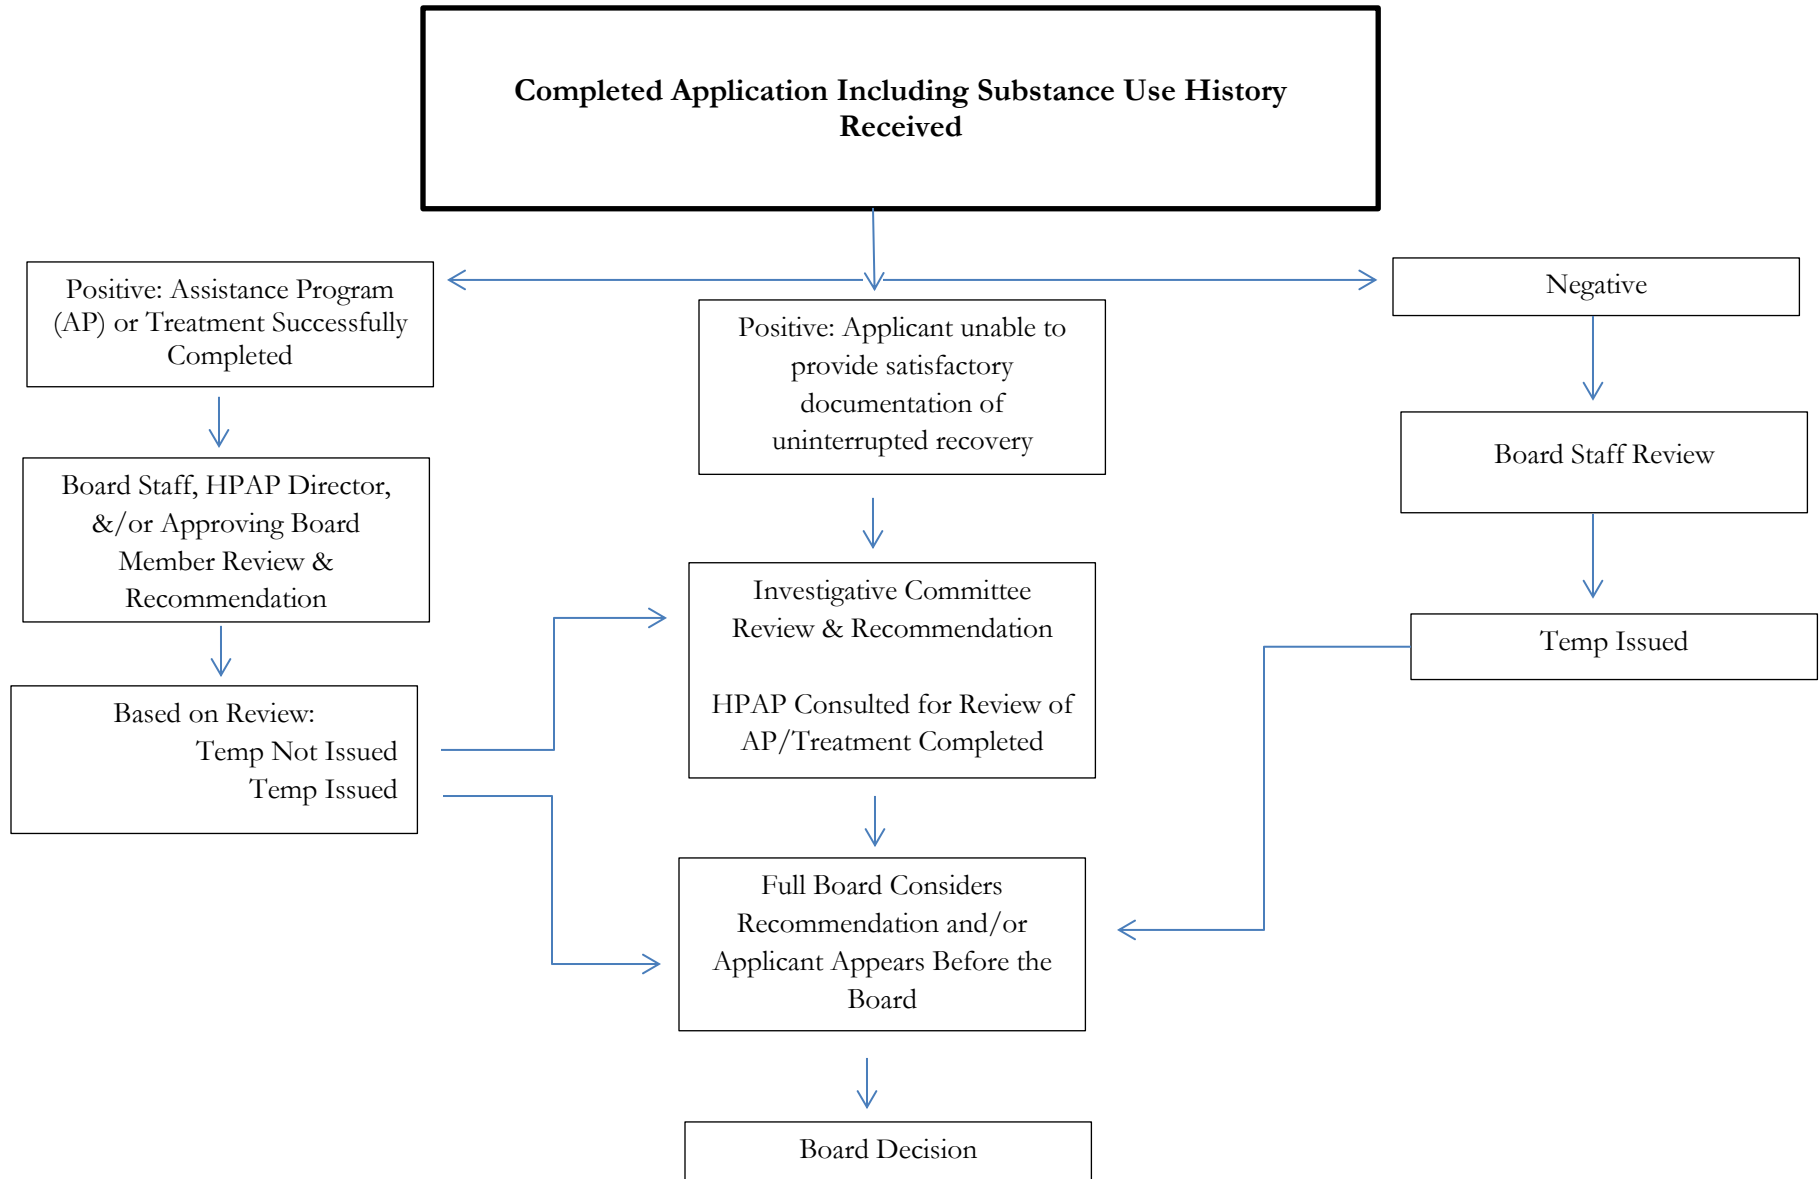 Completed Application Including Substance Use History
Received
Positive: Assistance Program
(AP) or Treatment Successfully
Completed
Positive: Applicant unable to
provide satisfactory
documentation of
uninterrupted recovery
Negative
Board Staff, HPAP Director,
&/or Approving Board
Member Review &
Recommendation
Board Staff Review
Investigative Committee
Review & Recommendation
HPAP Consulted for Review of
AP/Treatment Completed
Temp Issued
Based on Review:
Temp Not Issued
Temp Issued
Full Board Considers
Recommendation and/or
Applicant Appears Before the
Board
Board Decision